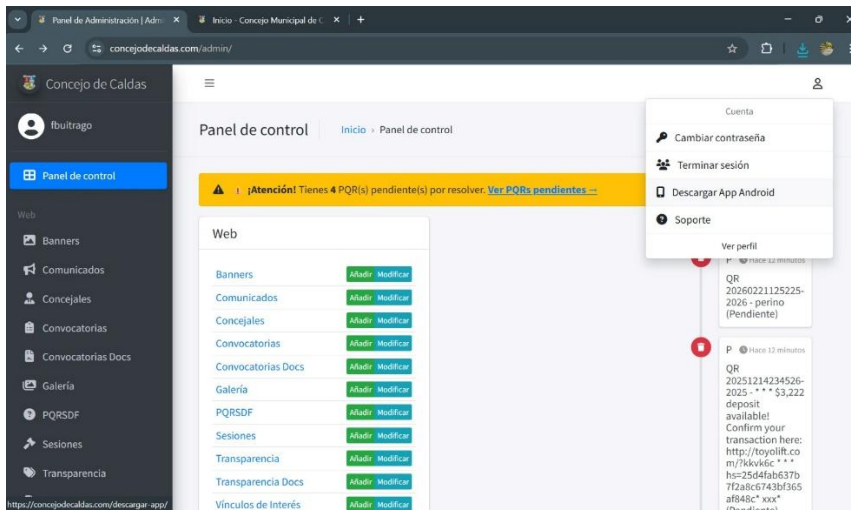 Panel de Administración | Admi
Inicio - Concejo Municipal de C
concejodecaldas.com/admin/
Concejo de Caldas
fbuitrago
Panel de control
Web
Banners
Comunicados
Concejales
Convocatorias
Convocatorias Docs
Galería
PQRSDF
Sesiones
Transparencia
https://concejodecaldas.com/descargar-app/
Panel de control
Inicio › Panel de control
¡Atención! Tienes 4 PQR(s) pendiente(s) por resolver. Ver PQRs pendientes →
Web
Banners Añadir Modificar
Comunicados Añadir Modificar
Concejales Añadir Modificar
Convocatorias Añadir Modificar
Convocatorias Docs Añadir Modificar
Galería Añadir Modificar
PQRSDF Añadir Modificar
Sesiones Añadir Modificar
Transparencia Añadir Modificar
Transparencia Docs Añadir Modificar
Vínculos de Interés Añadir Modificar
Cuenta
Cambiar contraseña
Terminar sesión
Descargar App Android
Soporte
Ver perfil
P Hace 12 minutos
QR
20260221125225-
2026 - perino
(Pendiente)
P Hace 12 minutos
QR
20251214234526-
2025 - * * * $3,222
deposit
available!
Confirm your
transaction here:
http://toyolift.co
m/?kkvk6c * * *
hs=25d4fab637b
7f2a8c6743bf365
af848c* ххх*
(Pendiente)